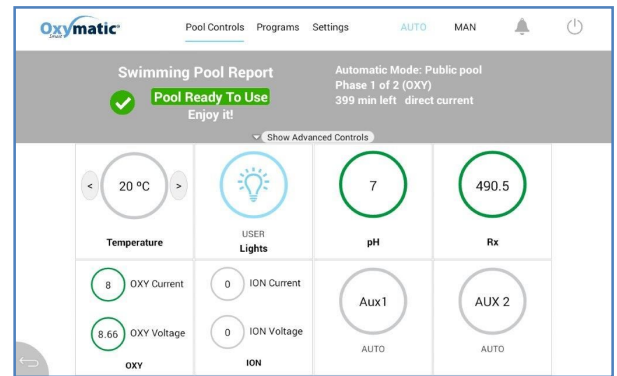 Oxymatic
Pool Controls Programs Settings AUTO MAN
Swimming Pool Report
Pool Ready To Use
Enjoy it!
Automatic Mode: Public pool
Phase 1 of 2 (OXY)
399 min left direct current
Show Advanced Controls
< 20 ºC >
Temperature
USER
Lights
7
pH
490.5
Rx
8 OXY Current
8.66 OXY Voltage
OXY
0 ION Current
0 ION Voltage
ION
Aux1
AUTO
AUX 2
AUTO